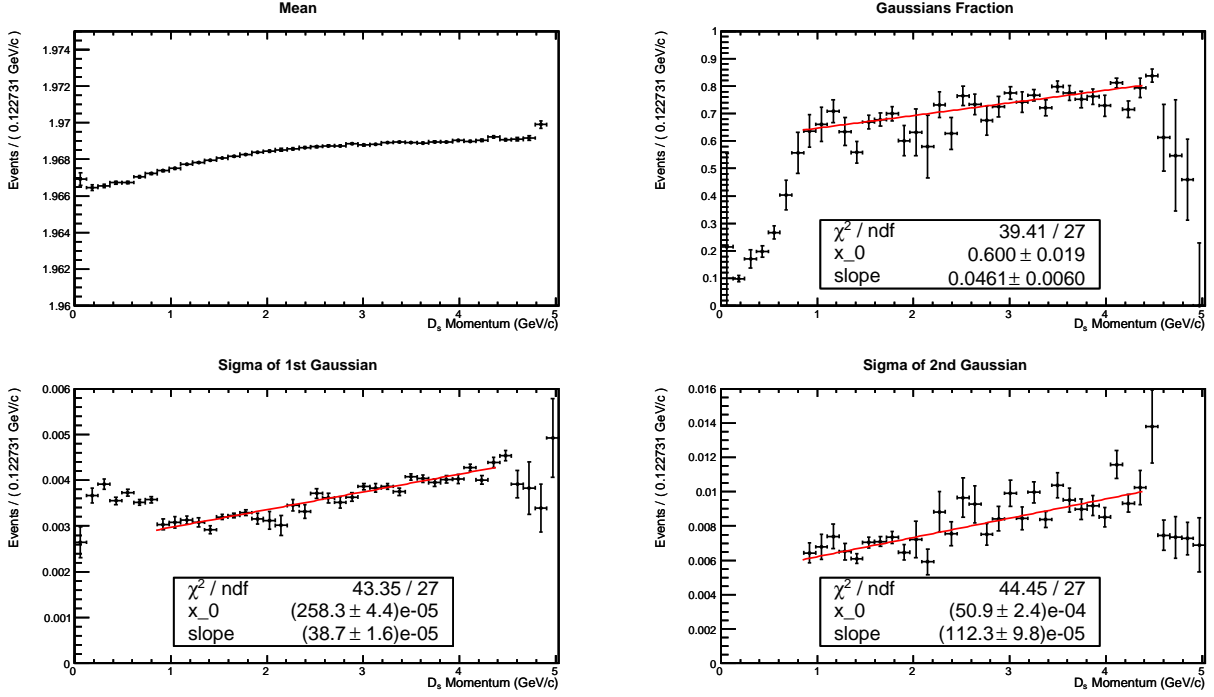 Mean
Events / ( 0.122731 GeV/c )
1.974
1.972
1.97
1.968
1.966
1.964
1.962
1.96
0 1 2 3 4 5
D_s Momentum (GeV/c)
Gaussians Fraction
Events / ( 0.122731 GeV/c )
1
0.9
0.8
0.7
0.6
0.5
0.4
0.3
0.2
0.1
0
χ² / ndf 39.41 / 27
x_0 0.600 ± 0.019
slope 0.0461 ± 0.0060
0 1 2 3 4 5
D_s Momentum (GeV/c)
Sigma of 1st Gaussian
Events / ( 0.122731 GeV/c )
0.006
0.005
0.004
0.003
0.002
0.001
0
χ² / ndf 43.35 / 27
x_0 (258.3 ± 4.4)e-05
slope (38.7 ± 1.6)e-05
0 1 2 3 4 5
D_s Momentum (GeV/c)
Sigma of 2nd Gaussian
Events / ( 0.122731 GeV/c )
0.016
0.014
0.012
0.01
0.008
0.006
0.004
0.002
0
χ² / ndf 44.45 / 27
x_0 (50.9 ± 2.4)e-04
slope (112.3 ± 9.8)e-05
0 1 2 3 4 5
D_s Momentum (GeV/c)